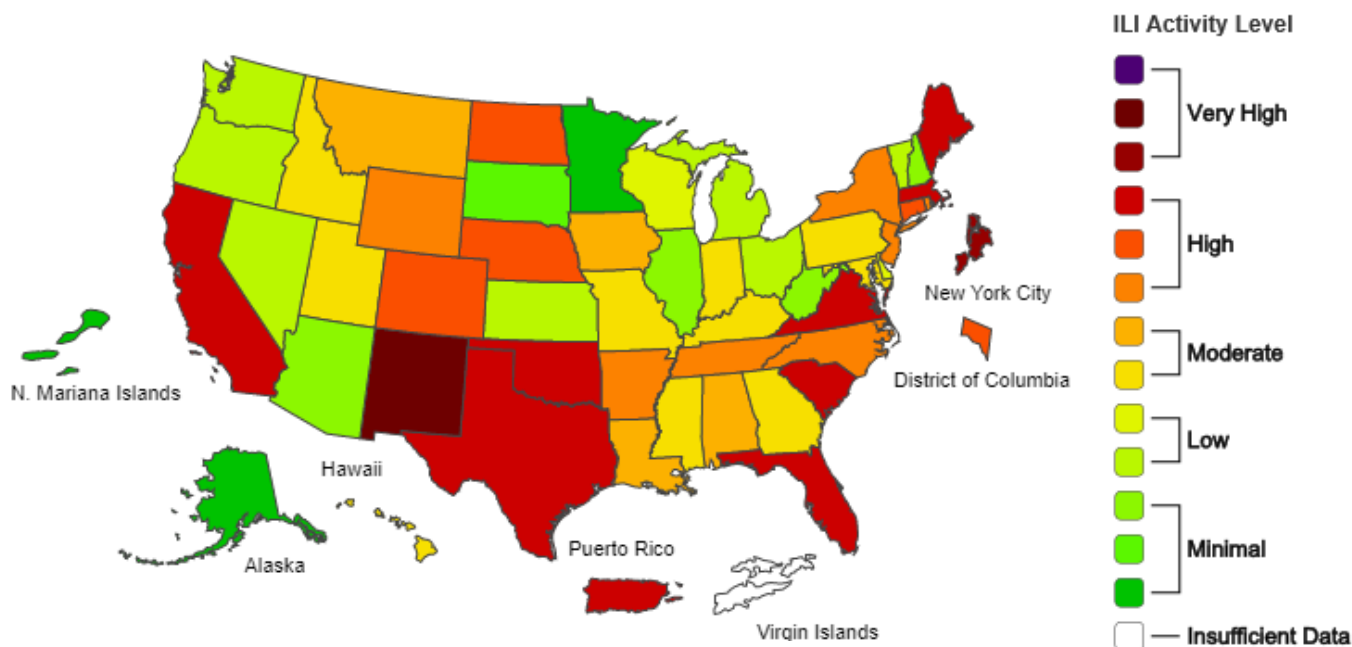 ILI Activity Level
Very High
High
Moderate
Low
Minimal
Insufficient Data
New York City
District of Columbia
N. Mariana Islands
Hawaii
Alaska
Puerto Rico
Virgin Islands